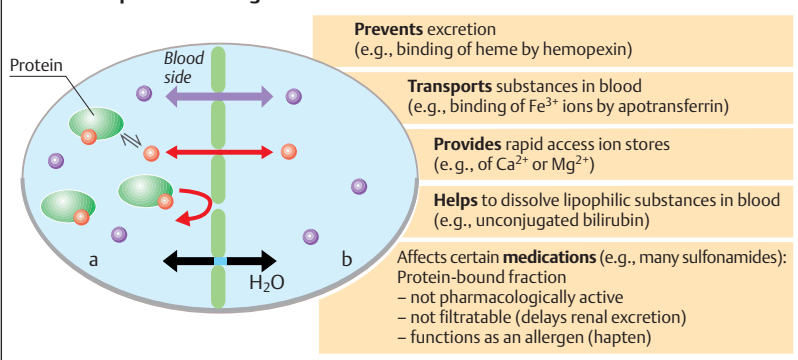 Protein
Blood
side
a
b
H₂O
Prevents excretion
(e.g., binding of heme by hemopexin)
Transports substances in blood
(e.g., binding of Fe³⁺ ions by apotransferrin)
Provides rapid access ion stores
(e.g., of Ca²⁺ or Mg²⁺)
Helps to dissolve lipophilic substances in blood
(e.g., unconjugated bilirubin)
Affects certain medications (e.g., many sulfonamides):
Protein-bound fraction
– not pharmacologically active
– not filtratable (delays renal excretion)
– functions as an allergen (hapten)